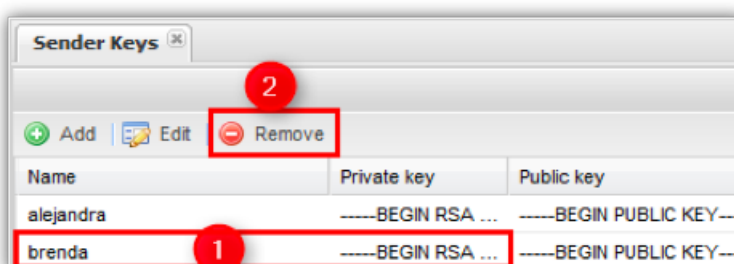 Sender Keys
2
Add Edit Remove
Name Private key Public key
alejandra -----BEGIN RSA ... -----BEGIN PUBLIC KEY--
brenda 1 -----BEGIN RSA ... -----BEGIN PUBLIC KEY--